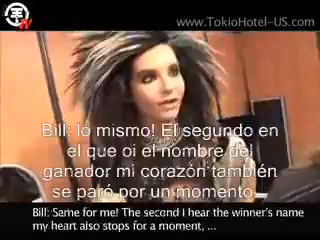 www.TokioHotel-US.com
TV
Bill: lo mismo! El segundo en
el que oi el nombre del
ganador mi corazón también
se paró por un momento.
Bill: Same for me! The second I hear the winner's name
my heart also stops for a moment, ...